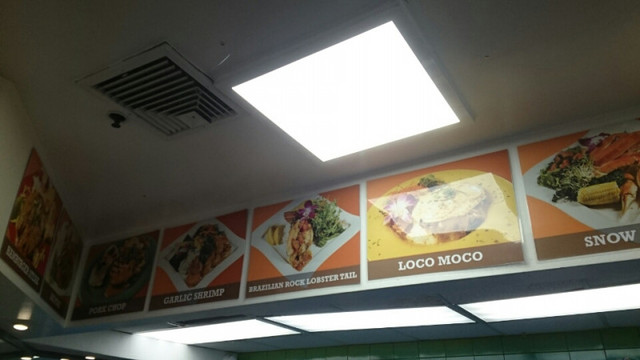 PORK CHOP
GARLIC SHRIMP
BRAZILIAN ROCK LOBSTER TAIL
LOCO MOCO
SNOW